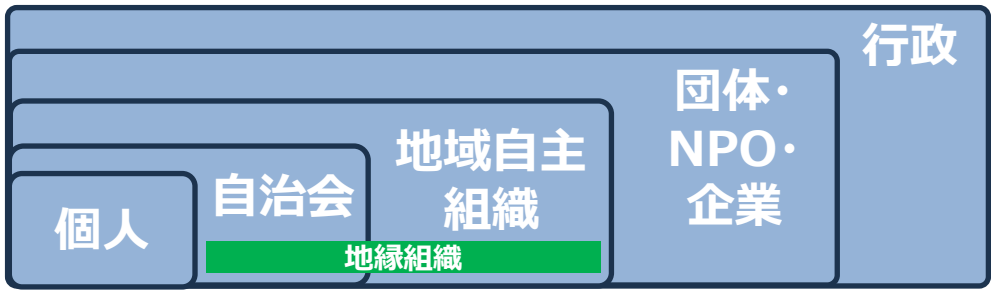 個人
自治会
地域自主
組織
地縁組織
団体・
NPO・
企業
行政